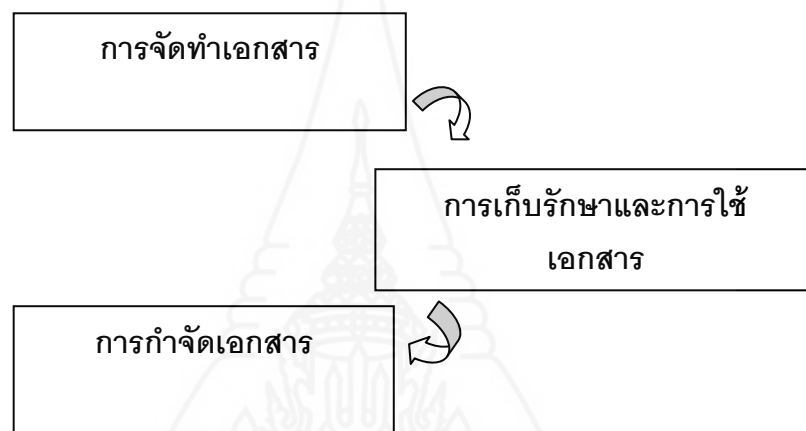 การจัดทำเอกสาร
การเก็บรักษาและการใช้
เอกสาร
การกำจัดเอกสาร